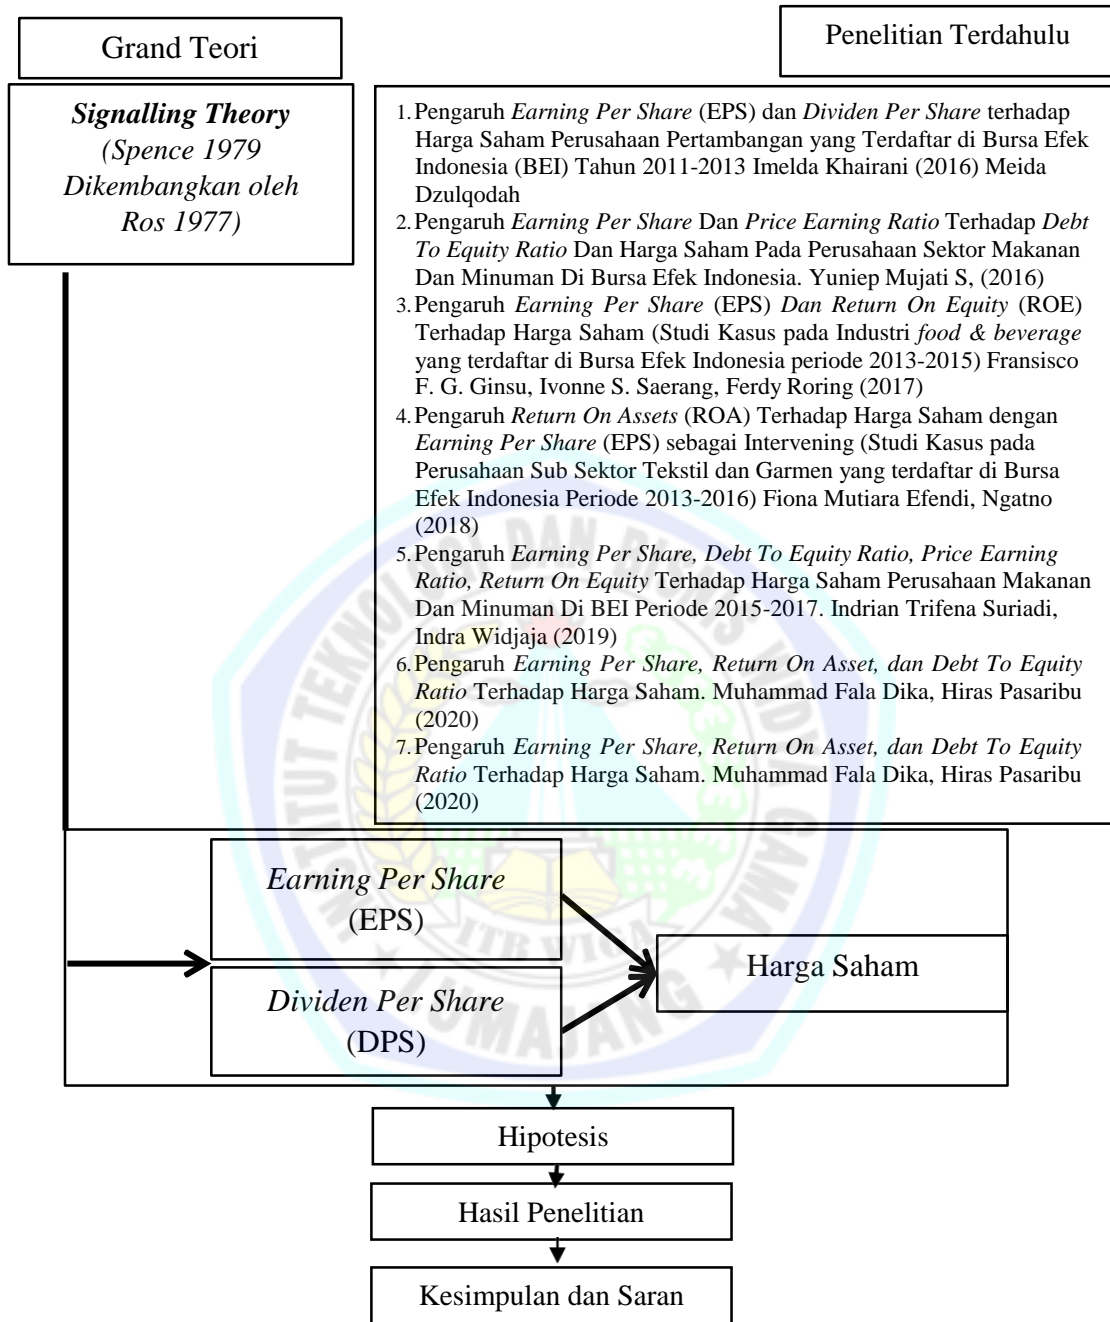 Grand Teori
Penelitian Terdahulu
Signalling Theory
(Spence 1979
Dikembangkan oleh
Ros 1977)
1. Pengaruh Earning Per Share (EPS) dan Dividen Per Share terhadap
Harga Saham Perusahaan Pertambangan yang Terdaftar di Bursa Efek
Indonesia (BEI) Tahun 2011-2013 Imelda Khairani (2016) Meida
Dzulqodah
2. Pengaruh Earning Per Share Dan Price Earning Ratio Terhadap Debt
To Equity Ratio Dan Harga Saham Pada Perusahaan Sektor Makanan
Dan Minuman Di Bursa Efek Indonesia. Yuniep Mujati S, (2016)
3. Pengaruh Earning Per Share (EPS) Dan Return On Equity (ROE)
Terhadap Harga Saham (Studi Kasus pada Industri food & beverage
yang terdaftar di Bursa Efek Indonesia periode 2013-2015) Fransisco
F. G. Ginsu, Ivonne S. Saerang, Ferdy Roring (2017)
4. Pengaruh Return On Assets (ROA) Terhadap Harga Saham dengan
Earning Per Share (EPS) sebagai Intervening (Studi Kasus pada
Perusahaan Sub Sektor Tekstil dan Garmen yang terdaftar di Bursa
Efek Indonesia Periode 2013-2016) Fiona Mutiara Efendi, Ngatno
(2018)
5. Pengaruh Earning Per Share, Debt To Equity Ratio, Price Earning
Ratio, Return On Equity Terhadap Harga Saham Perusahaan Makanan
Dan Minuman Di BEI Periode 2015-2017. Indrian Trifena Suriadi,
Indra Widjaja (2019)
6. Pengaruh Earning Per Share, Return On Asset, dan Debt To Equity
Ratio Terhadap Harga Saham. Muhammad Fala Dika, Hiras Pasaribu
(2020)
7. Pengaruh Earning Per Share, Return On Asset, dan Debt To Equity
Ratio Terhadap Harga Saham. Muhammad Fala Dika, Hiras Pasaribu
(2020)
INSTITUT TEKNOLOGI DAN BISNIS WIDYA GAMA
ITB WIGA
LUMAJANG
Earning Per Share
(EPS)
Dividen Per Share
(DPS)
Harga Saham
Hipotesis
Hasil Penelitian
Kesimpulan dan Saran